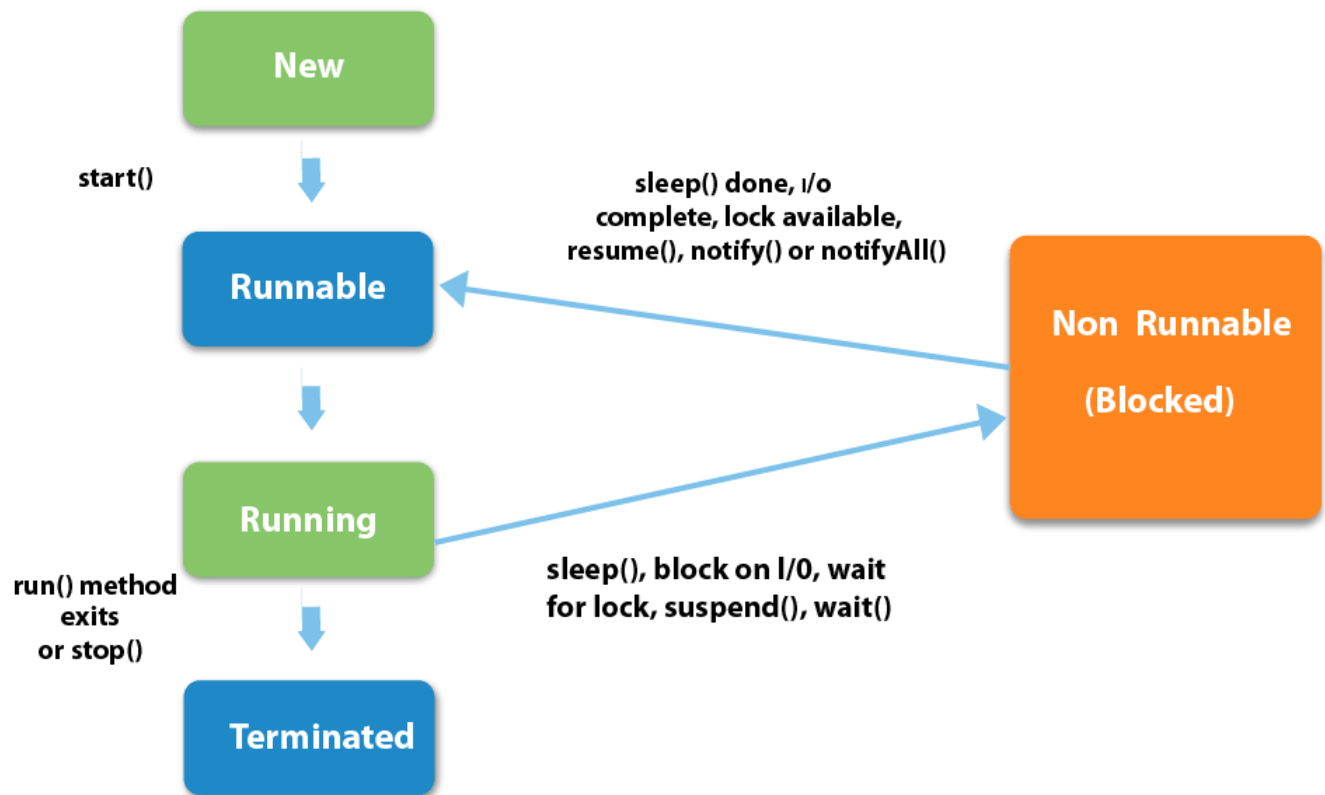 New
start()
sleep() done, I/o
complete, lock available,
resume(), notify() or notifyAll()
Runnable
Non Runnable
(Blocked)
Running
sleep(), block on I/0, wait
for lock, suspend(), wait()
run() method
exits
or stop()
Terminated